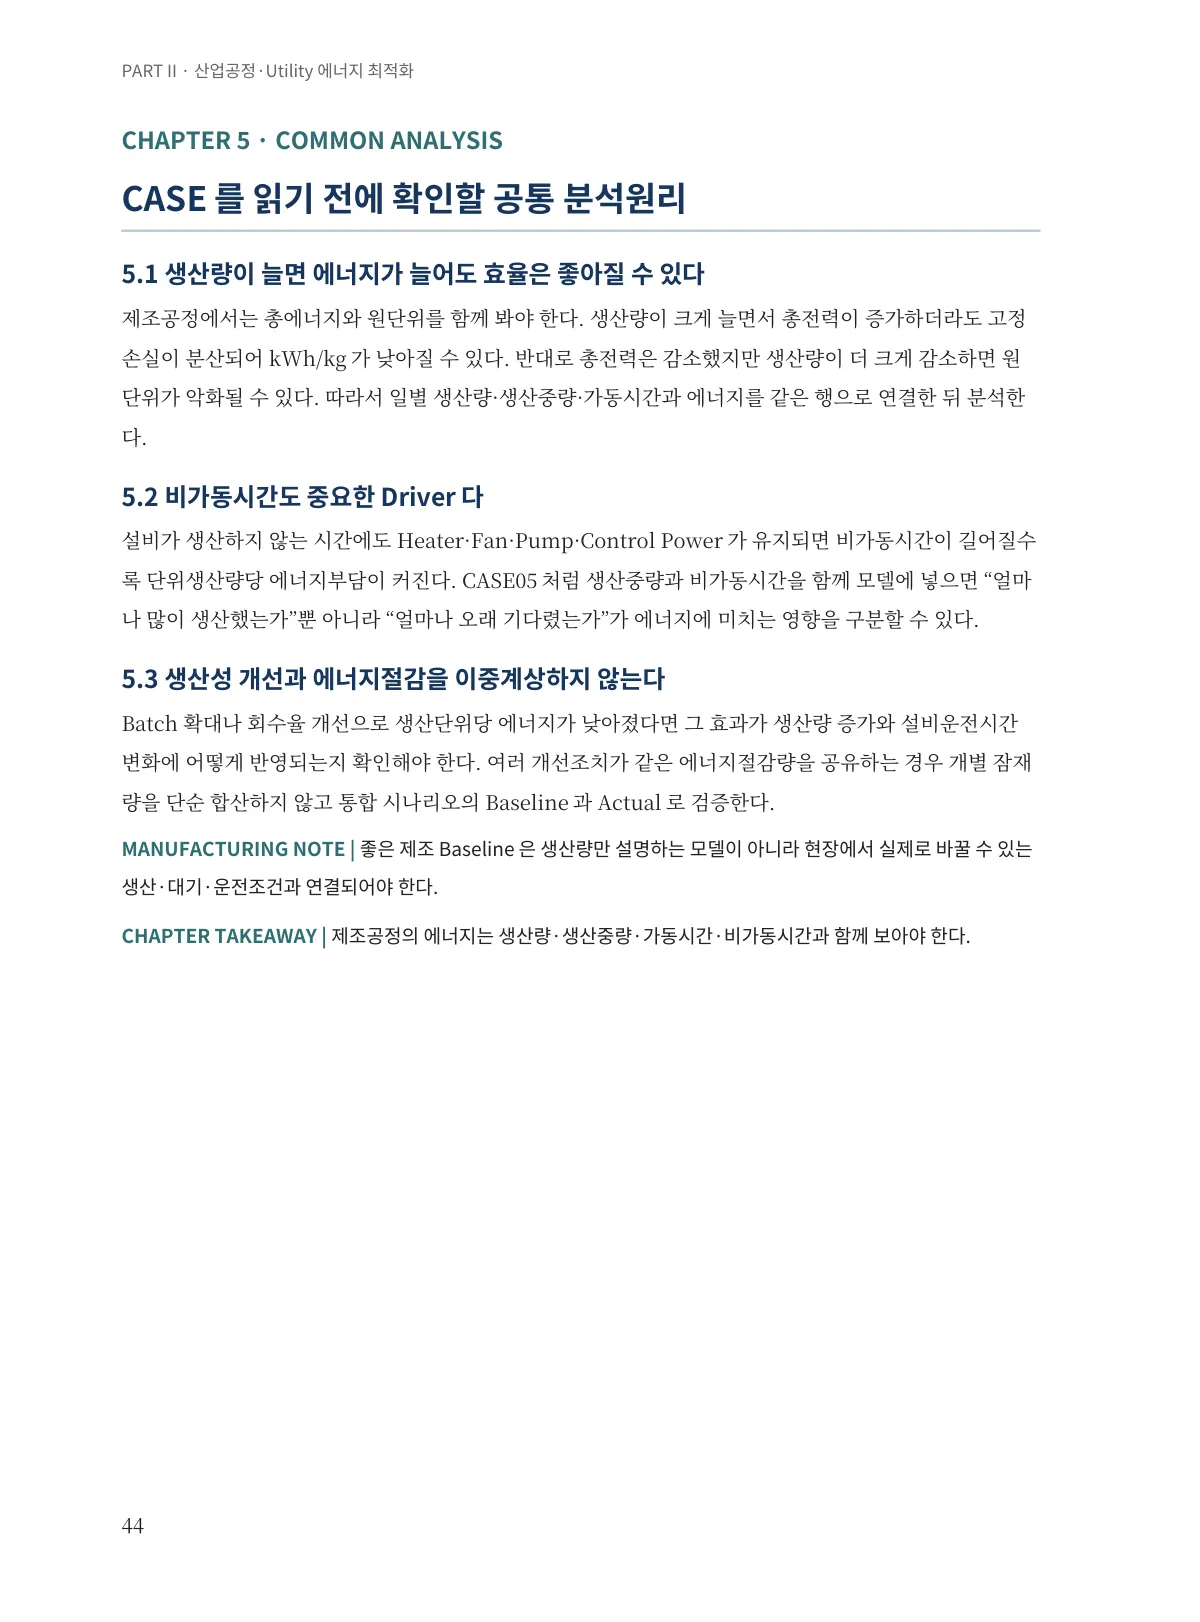 PART II · 산업공정·Utility 에너지 최적화
CHAPTER 5 · COMMON ANALYSIS
CASE 를 읽기 전에 확인할 공통 분석원리
5.1 생산량이 늘면 에너지가 늘어도 효율은 좋아질 수 있다
제조공정에서는 총에너지와 원단위를 함께 봐야 한다. 생산량이 크게 늘면서 총전력이 증가하더라도 고정
손실이 분산되어 kWh/kg 가 낮아질 수 있다. 반대로 총전력은 감소했지만 생산량이 더 크게 감소하면 원
단위가 악화될 수 있다. 따라서 일별 생산량·생산중량·가동시간과 에너지를 같은 행으로 연결한 뒤 분석한
다.
5.2 비가동시간도 중요한 Driver 다
설비가 생산하지 않는 시간에도 Heater·Fan·Pump·Control Power 가 유지되면 비가동시간이 길어질수
록 단위생산량당 에너지부담이 커진다. CASE05 처럼 생산중량과 비가동시간을 함께 모델에 넣으면 “얼마
나 많이 생산했는가”뿐 아니라 “얼마나 오래 기다렸는가”가 에너지에 미치는 영향을 구분할 수 있다.
5.3 생산성 개선과 에너지절감을 이중계상하지 않는다
Batch 확대나 회수율 개선으로 생산단위당 에너지가 낮아졌다면 그 효과가 생산량 증가와 설비운전시간
변화에 어떻게 반영되는지 확인해야 한다. 여러 개선조치가 같은 에너지절감량을 공유하는 경우 개별 잠재
량을 단순 합산하지 않고 통합 시나리오의 Baseline 과 Actual 로 검증한다.
MANUFACTURING NOTE | 좋은 제조 Baseline 은 생산량만 설명하는 모델이 아니라 현장에서 실제로 바꿀 수 있는
생산·대기·운전조건과 연결되어야 한다.
CHAPTER TAKEAWAY | 제조공정의 에너지는 생산량·생산중량·가동시간·비가동시간과 함께 보아야 한다.
44